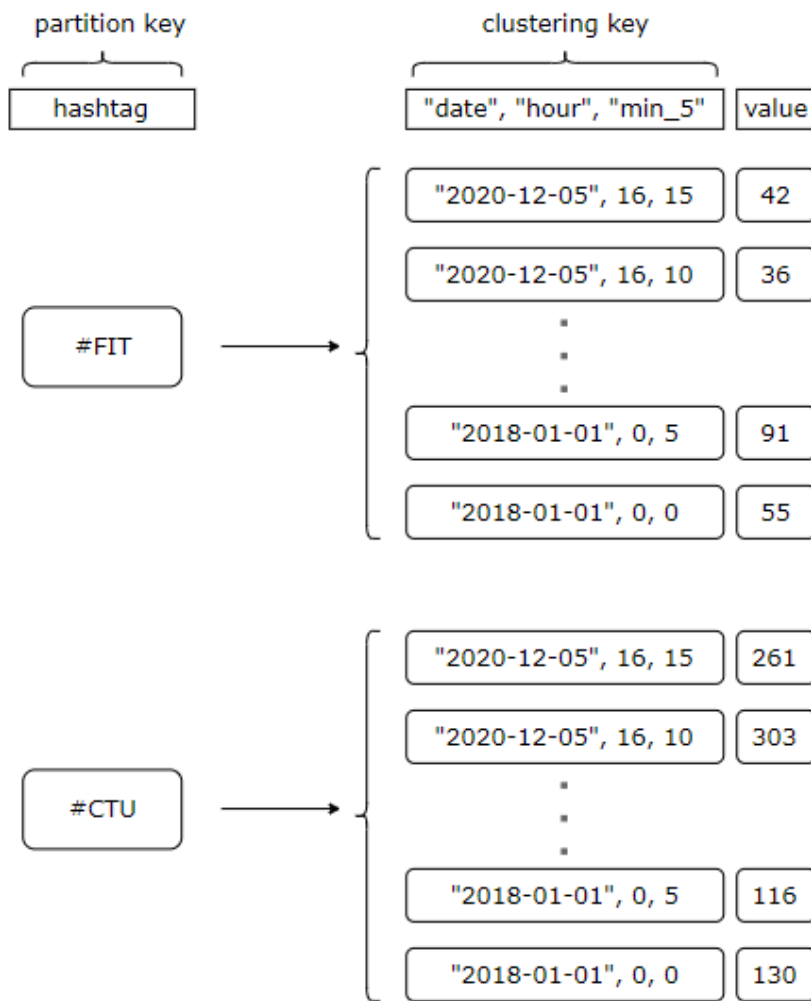 partition key
clustering key
hashtag
"date", "hour", "min_5"
value
"2020-12-05", 16, 15
42
"2020-12-05", 16, 10
36
#FIT
"2018-01-01", 0, 5
91
"2018-01-01", 0, 0
55
"2020-12-05", 16, 15
261
"2020-12-05", 16, 10
303
#CTU
"2018-01-01", 0, 5
116
"2018-01-01", 0, 0
130